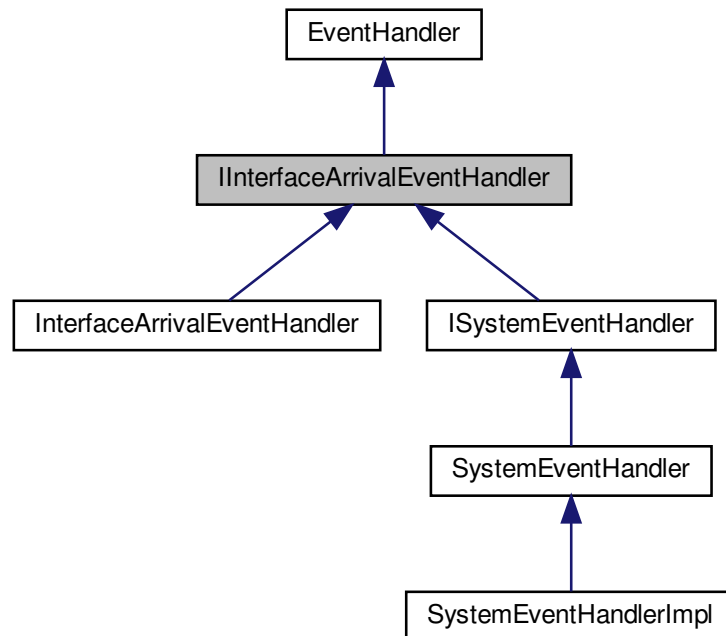 EventHandler
IInterfaceArrivalEventHandler
InterfaceArrivalEventHandler
ISystemEventHandler
SystemEventHandler
SystemEventHandlerImpl